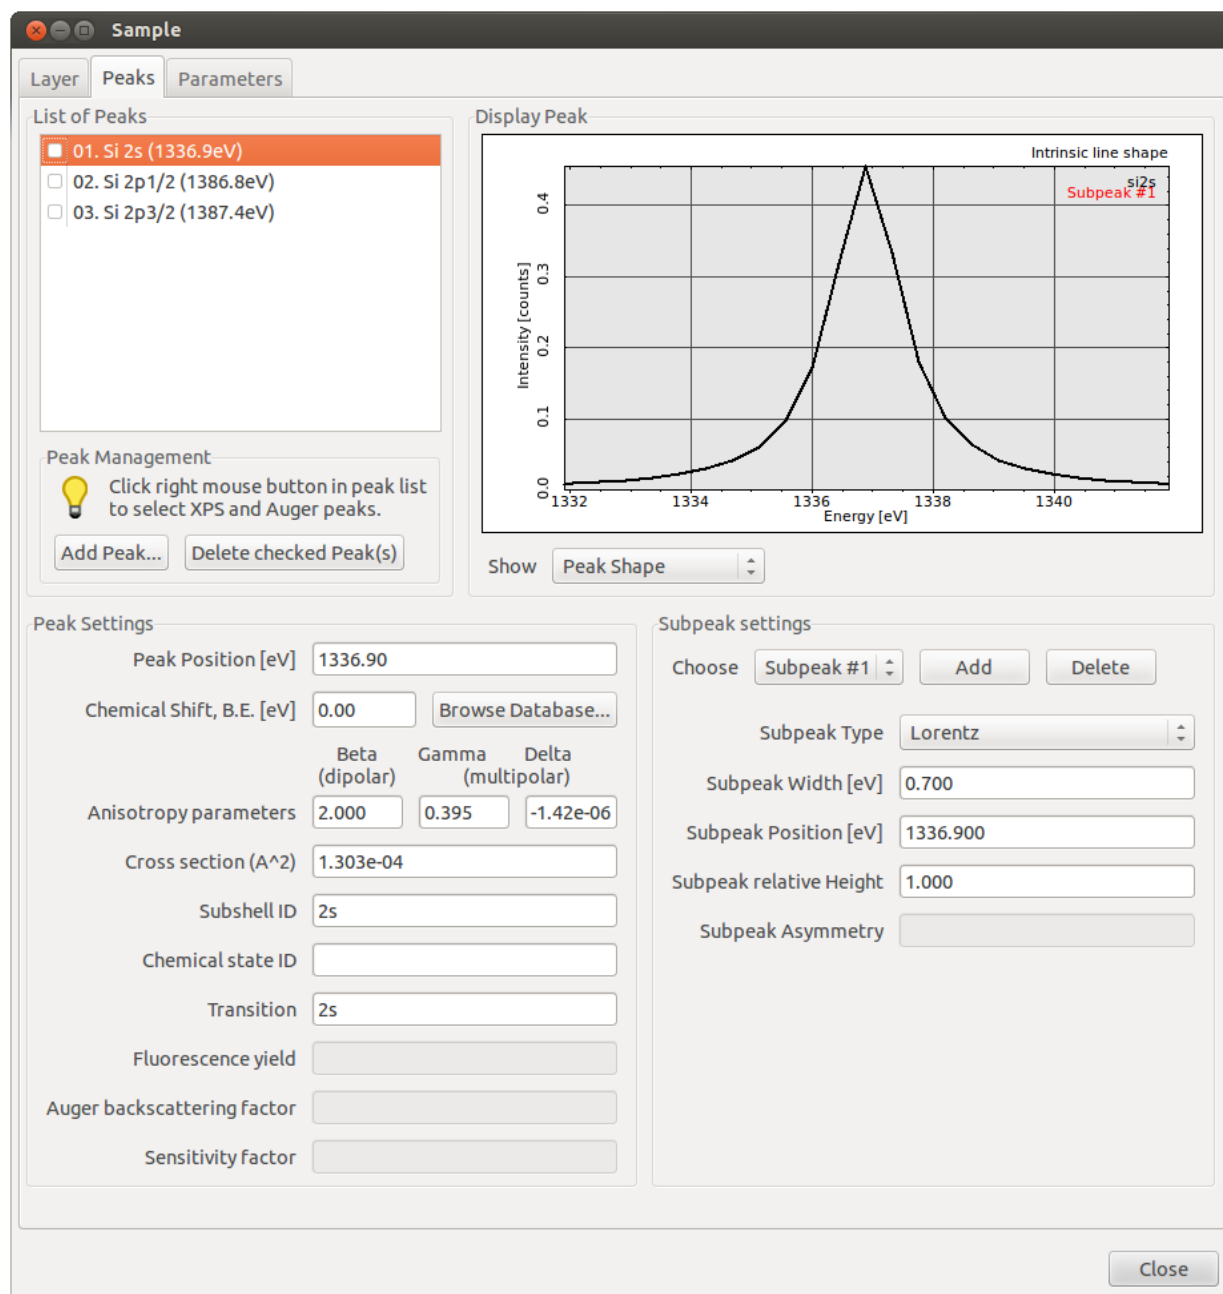 Sample
Layer Peaks Parameters
List of Peaks
01. Si 2s (1336.9eV)
02. Si 2p1/2 (1386.8eV)
03. Si 2p3/2 (1387.4eV)
Peak Management
Click right mouse button in peak list
to select XPS and Auger peaks.
Add Peak... Delete checked Peak(s)
Display Peak
Intrinsic line shape
si2s
Subpeak #1
Intensity [counts]
0.4
0.3
0.2
0.1
0.0
1332 1334 1336 1338 1340
Energy [eV]
Show Peak Shape
Peak Settings
Peak Position [eV] 1336.90
Chemical Shift, B.E. [eV] 0.00 Browse Database...
Beta Gamma Delta
(dipolar) (multipolar)
Anisotropy parameters 2.000 0.395 -1.42e-06
Cross section (A^2) 1.303e-04
Subshell ID 2s
Chemical state ID
Transition 2s
Fluorescence yield
Auger backscattering factor
Sensitivity factor
Subpeak settings
Choose Subpeak #1 Add Delete
Subpeak Type Lorentz
Subpeak Width [eV] 0.700
Subpeak Position [eV] 1336.900
Subpeak relative Height 1.000
Subpeak Asymmetry
Close